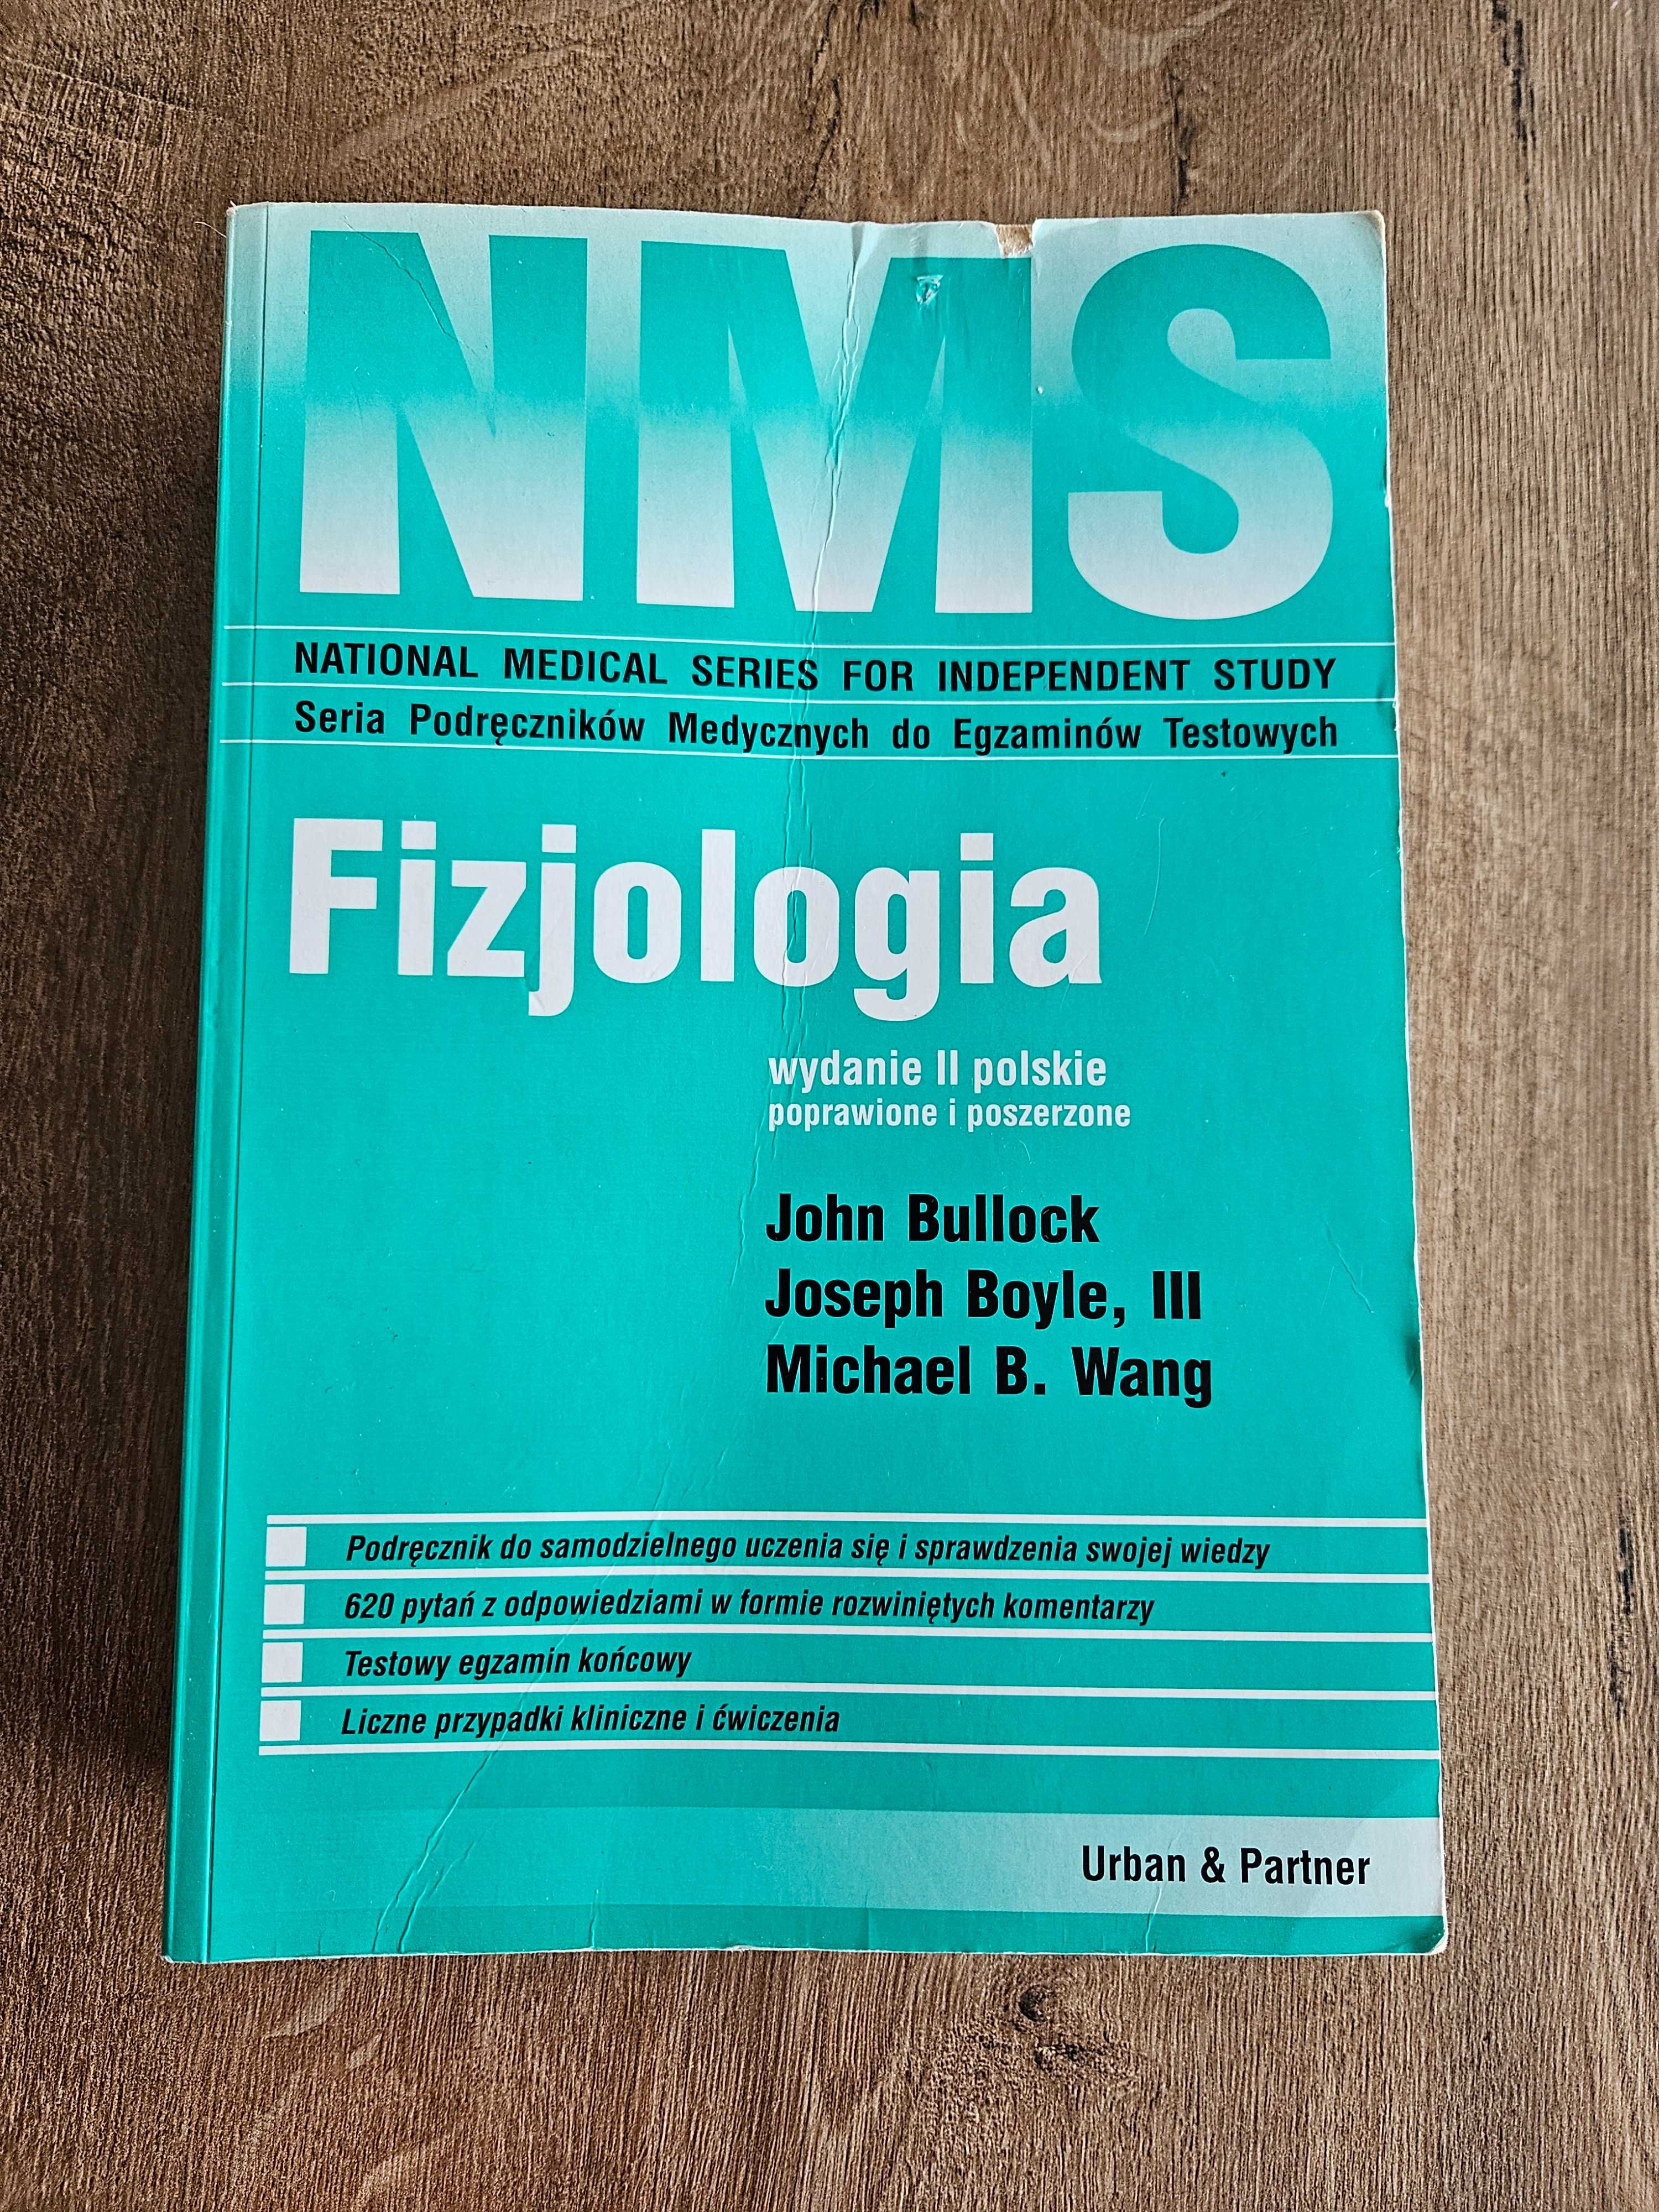 NMS
NATIONAL MEDICAL SERIES FOR INDEPENDENT STUDY
Seria Podręczników Medycznych do Egzaminów Testowych
Fizjologia
wydanie II polskie
poprawione i poszerzone
John Bullock
Joseph Boyle, III
Michael B. Wang
Podręcznik do samodzielnego uczenia się i sprawdzenia swojej wiedzy
620 pytań z odpowiedziami w formie rozwiniętych komentarzy
Testowy egzamin końcowy
Liczne przypadki kliniczne i ćwiczenia
Urban & Partner